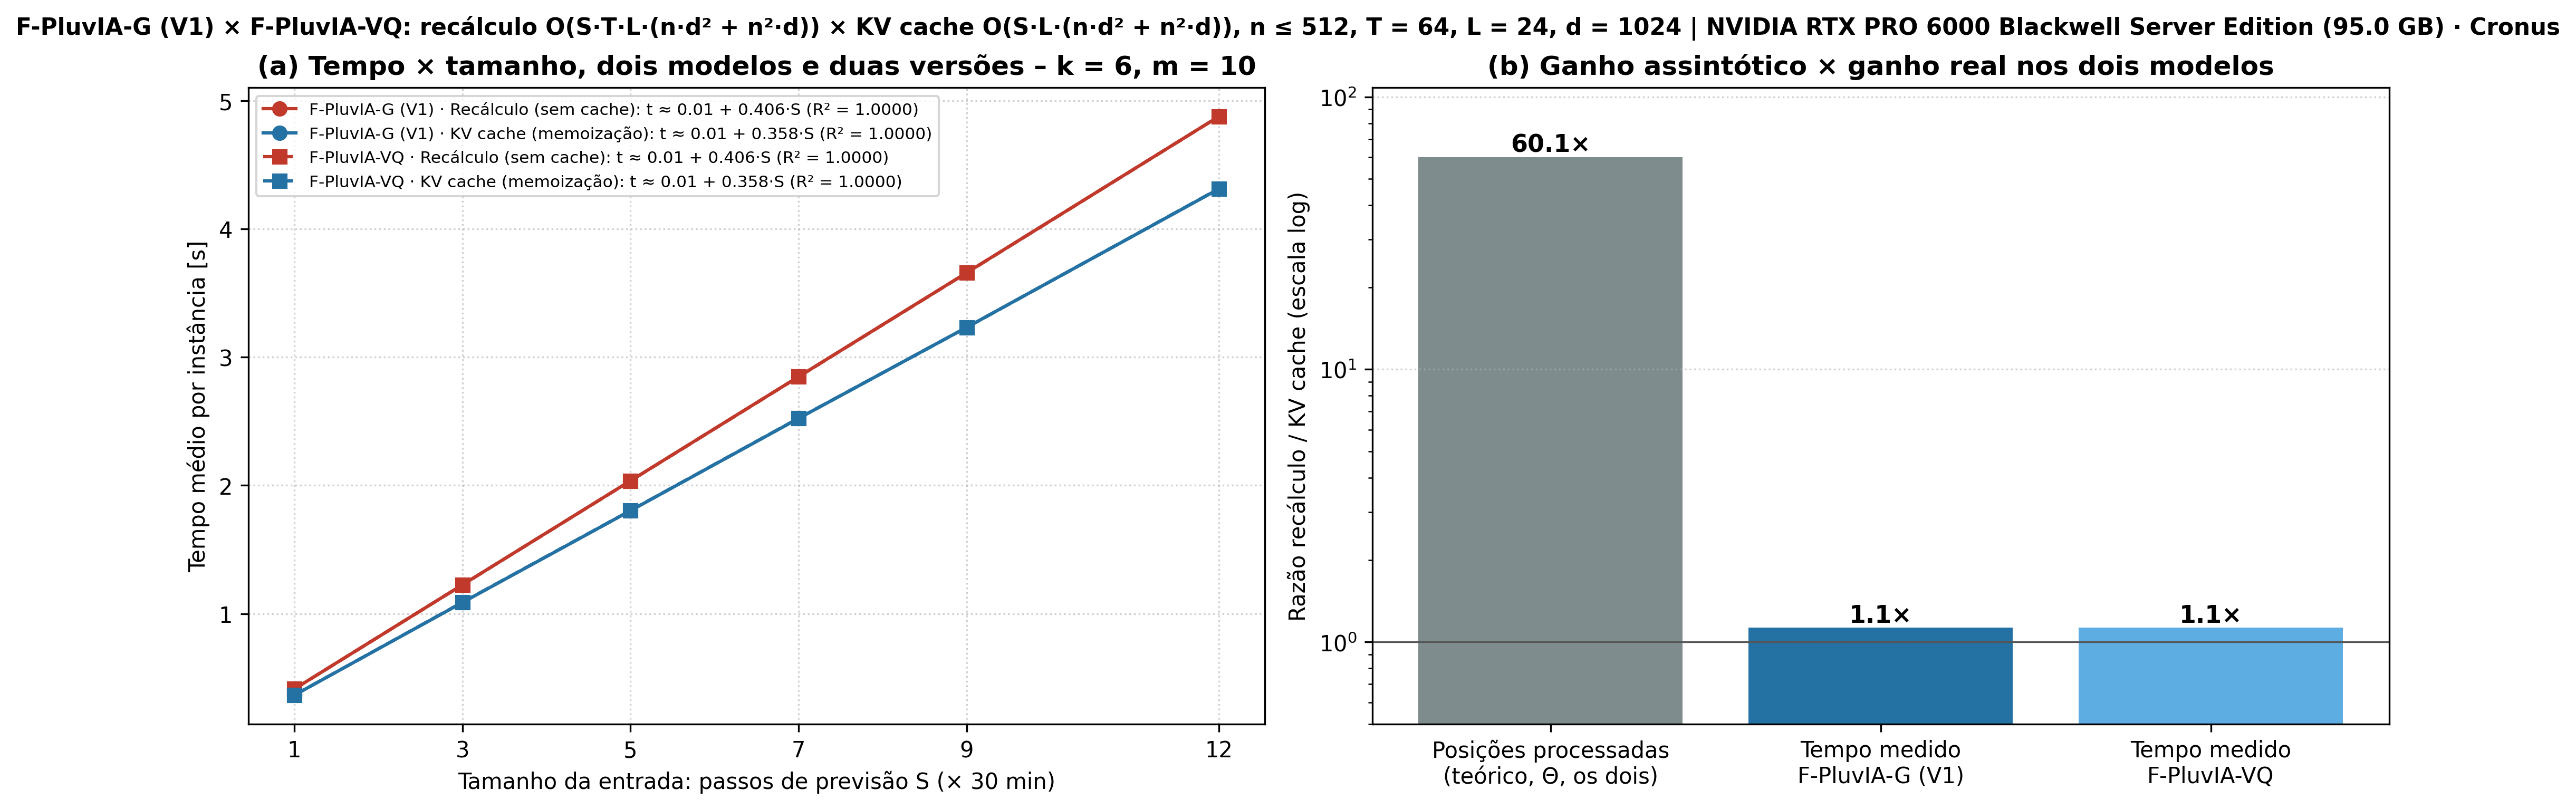 F-PluvIA-G (V1) × F-PluvIA-VQ: recálculo O(S·T·L·(n·d² + n²·d)) × KV cache O(S·L·(n·d² + n²·d)), n ≤ 512, T = 64, L = 24, d = 1024 | NVIDIA RTX PRO 6000 Blackwell Server Edition (95.0 GB) · Cronus
(a) Tempo × tamanho, dois modelos e duas versões – k = 6, m = 10
F-PluvIA-G (V1) · Recálculo (sem cache): t ≈ 0.01 + 0.406·S (R² = 1.0000)
F-PluvIA-G (V1) · KV cache (memoização): t ≈ 0.01 + 0.358·S (R² = 1.0000)
F-PluvIA-VQ · Recálculo (sem cache): t ≈ 0.01 + 0.406·S (R² = 1.0000)
F-PluvIA-VQ · KV cache (memoização): t ≈ 0.01 + 0.358·S (R² = 1.0000)
Tempo médio por instância [s]
5
4
3
2
1
1 3 5 7 9 12
Tamanho da entrada: passos de previsão S (× 30 min)
(b) Ganho assintótico × ganho real nos dois modelos
Razão recálculo / KV cache (escala log)
10²
10¹
10⁰
60.1×
1.1×
1.1×
Posições processadas
(teórico, Θ, os dois)
Tempo medido
F-PluvIA-G (V1)
Tempo medido
F-PluvIA-VQ